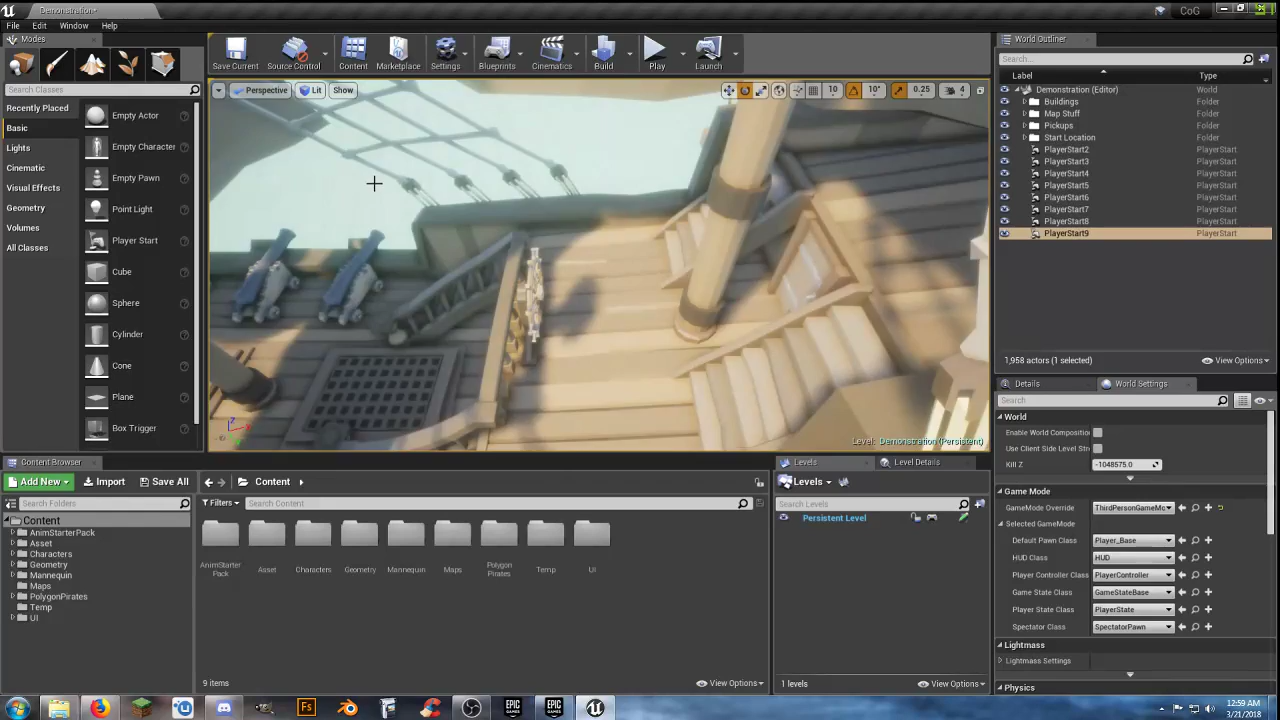 Demonstration*
CoG
File Edit Window Help
Modes
Search Classes
Recently Placed
Basic
Lights
Cinematic
Visual Effects
Geometry
Volumes
All Classes
Empty Actor
Empty Character
Empty Pawn
Point Light
Player Start
Cube
Sphere
Cylinder
Cone
Plane
Box Trigger
Save Current Source Control Content Marketplace Settings Blueprints Cinematics Build Play Launch
Perspective Lit Show
10 10° 0.25 4
Level: Demonstration (Persistent)
World Outliner
Search...
Label Type
Demonstration (Editor) World
Buildings Folder
Map Stuff Folder
Pickups Folder
Start Location Folder
PlayerStart2 PlayerStart
PlayerStart3 PlayerStart
PlayerStart4 PlayerStart
PlayerStart5 PlayerStart
PlayerStart6 PlayerStart
PlayerStart7 PlayerStart
PlayerStart8 PlayerStart
PlayerStart9 PlayerStart
1,958 actors (1 selected) View Options
Details World Settings
Search
World
Enable World Compositio
Use Client Side Level Str
Kill Z -1048575.0
Game Mode
GameMode Override ThirdPersonGameMc
Selected GameMode
Default Pawn Class Player_Base
HUD Class HUD
Player Controller Class PlayerController
Game State Class GameStateBase
Player State Class PlayerState
Spectator Class SpectatorPawn
Lightmass
Lightmass Settings
Physics
Content Browser
Add New Import Save All Content
Search Folders
Filters Search Content
Content
AnimStarterPack
Asset
Characters
Geometry
Mannequin
Maps
PolygonPirates
Temp
UI
AnimStarter
Pack
Asset
Characters
Geometry
Mannequin
Maps
Polygon
Pirates
Temp
UI
9 items View Options
Levels Level Details
Levels
Search Levels
Persistent Level
1 levels View Options
Fs
EPIC
GAMES
EPIC
GAMES
12:59 AM
3/21/2018